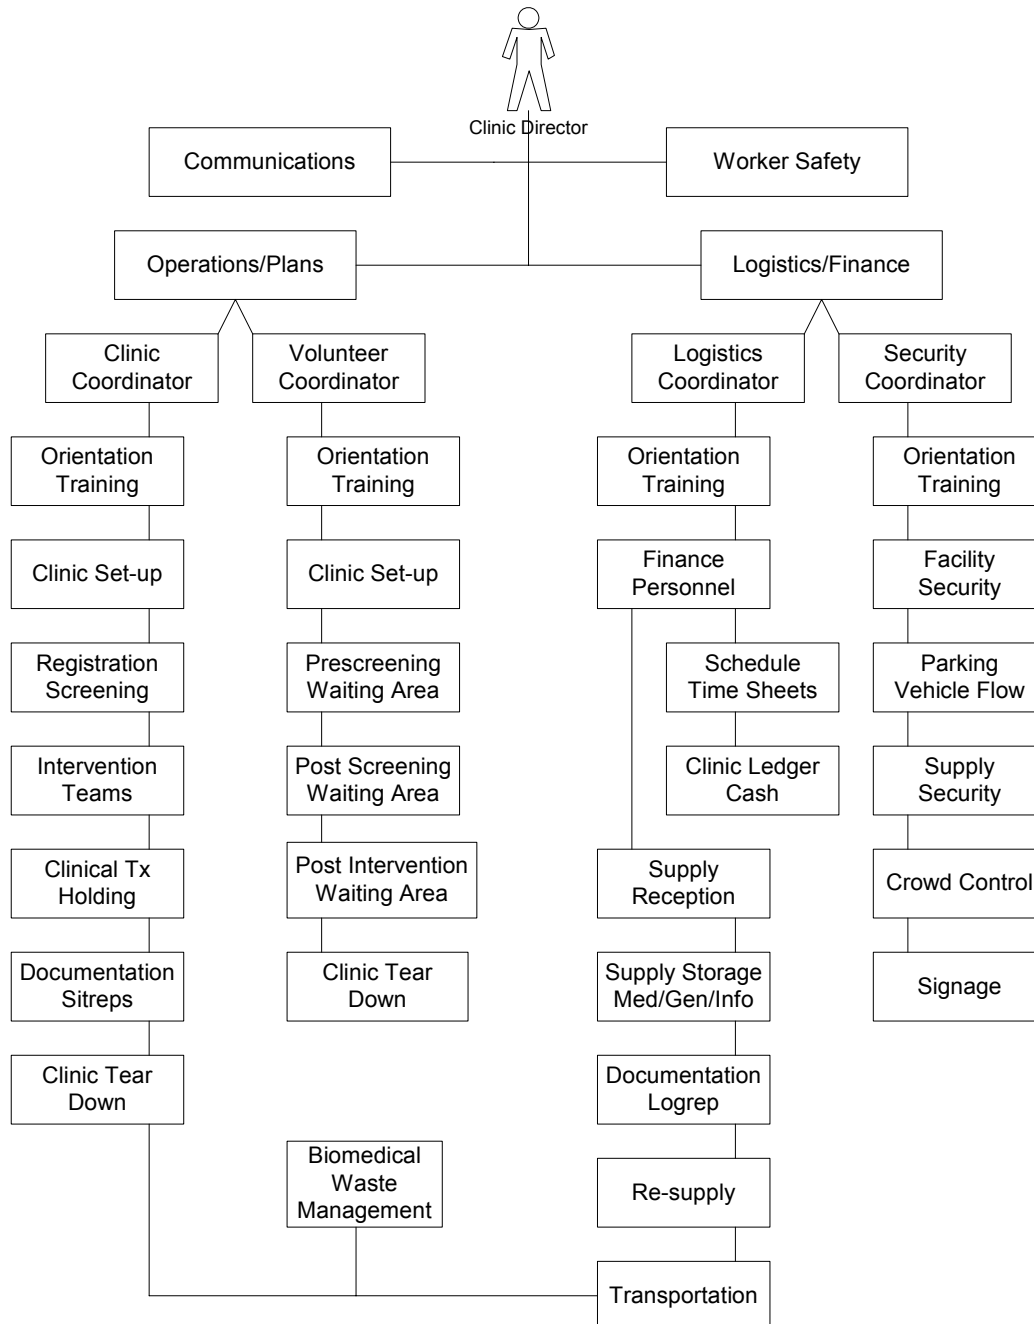 Clinic Director
Communications
Worker Safety
Operations/Plans
Logistics/Finance
Clinic
Coordinator
Volunteer
Coordinator
Logistics
Coordinator
Security
Coordinator
Orientation
Training
Orientation
Training
Orientation
Training
Orientation
Training
Clinic Set-up
Clinic Set-up
Finance
Personnel
Facility
Security
Registration
Screening
Prescreening
Waiting Area
Schedule
Time Sheets
Parking
Vehicle Flow
Intervention
Teams
Post Screening
Waiting Area
Clinic Ledger
Cash
Supply
Security
Clinical Tx
Holding
Post Intervention
Waiting Area
Supply
Reception
Crowd Control
Documentation
Sitreps
Clinic Tear
Down
Supply Storage
Med/Gen/Info
Signage
Clinic Tear
Down
Documentation
Logrep
Biomedical
Waste
Management
Re-supply
Transportation